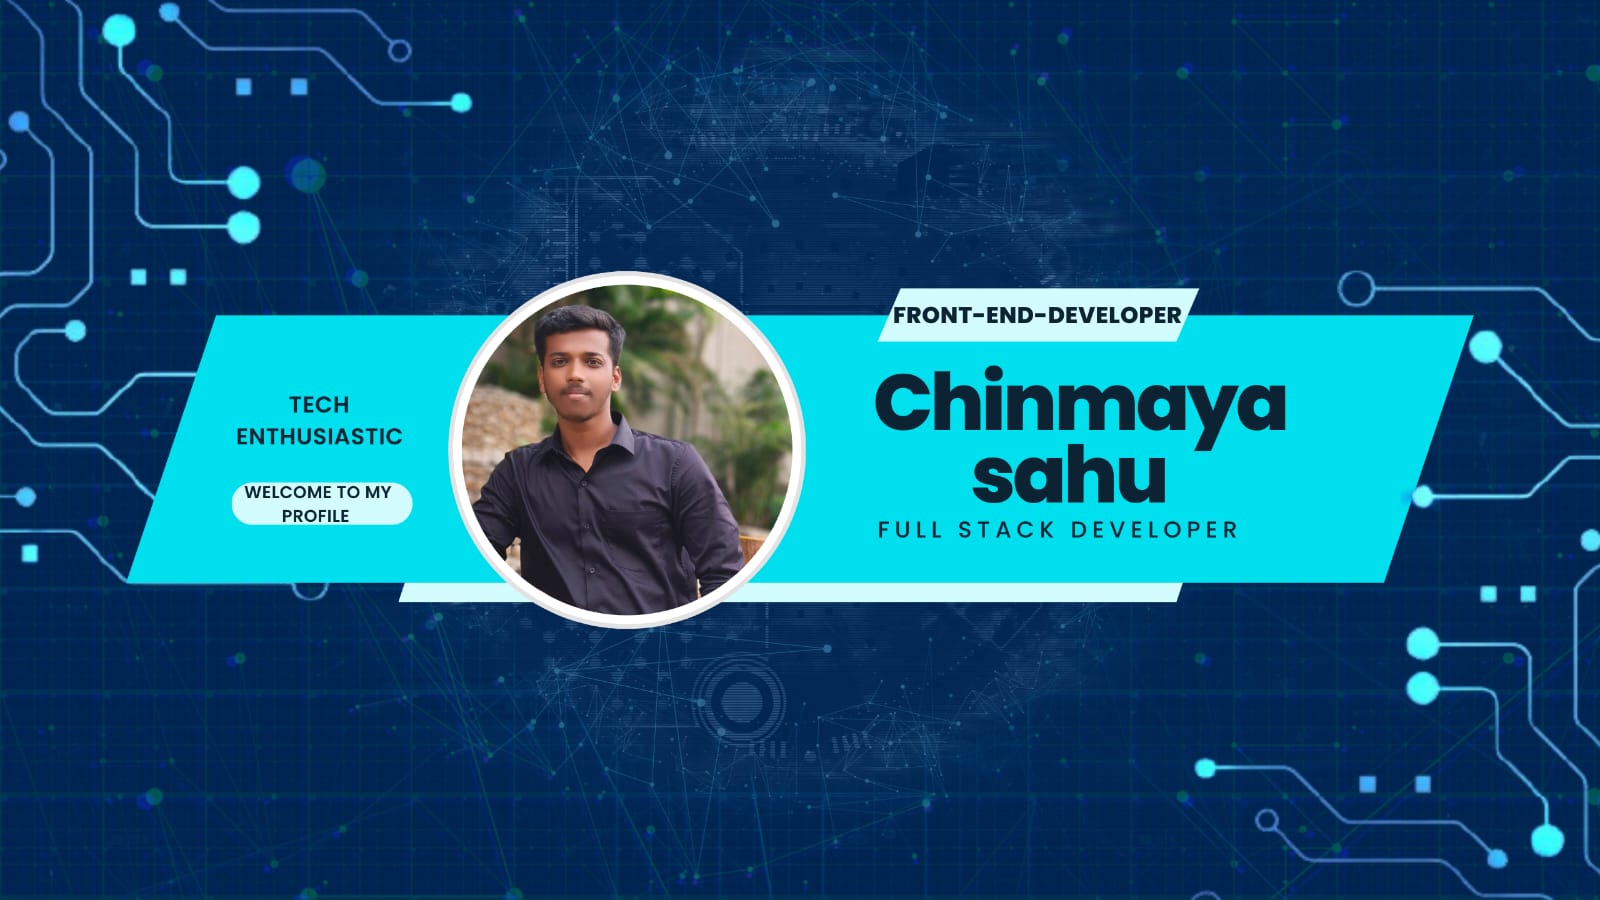 TECH
ENTHUSIASTIC
WELCOME TO MY
PROFILE
FRONT-END-DEVELOPER
Chinmaya
sahu
FULL STACK DEVELOPER